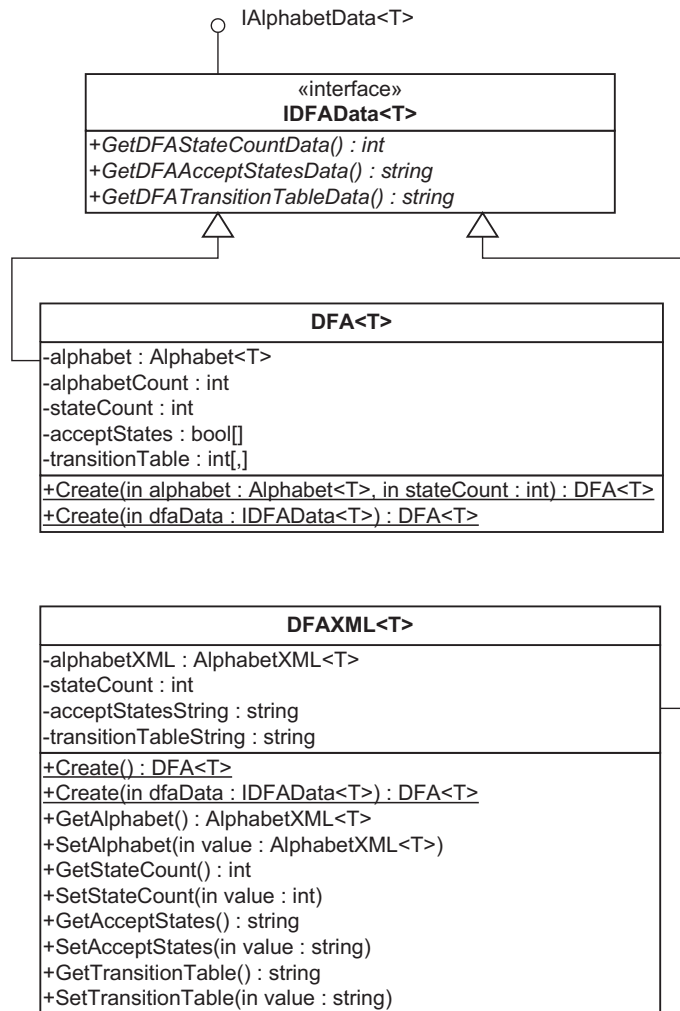 IAlphabetData<T>
«interface»
IDFAData<T>
+GetDFAStateCountData() : int
+GetDFAAcceptStatesData() : string
+GetDFATransitionTableData() : string
DFA<T>
-alphabet : Alphabet<T>
-alphabetCount : int
-stateCount : int
-acceptStates : bool[]
-transitionTable : int[,]
+Create(in alphabet : Alphabet<T>, in stateCount : int) : DFA<T>
+Create(in dfaData : IDFAData<T>) : DFA<T>
DFAXML<T>
-alphabetXML : AlphabetXML<T>
-stateCount : int
-acceptStatesString : string
-transitionTableString : string
+Create() : DFA<T>
+Create(in dfaData : IDFAData<T>) : DFA<T>
+GetAlphabet() : AlphabetXML<T>
+SetAlphabet(in value : AlphabetXML<T>)
+GetStateCount() : int
+SetStateCount(in value : int)
+GetAcceptStates() : string
+SetAcceptStates(in value : string)
+GetTransitionTable() : string
+SetTransitionTable(in value : string)